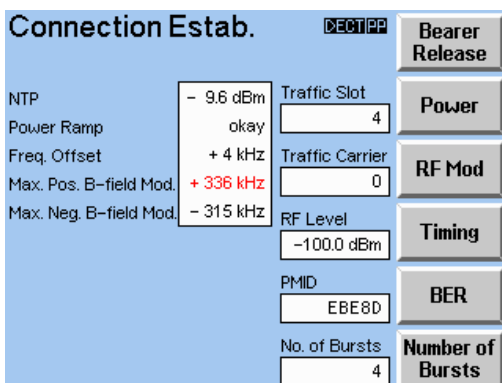 Connection Estab.
DECT PP
NTP
- 9.6 dBm
Power Ramp
okay
Freq. Offset
+ 4 kHz
Max. Pos. B-field Mod.
+ 336 kHz
Max. Neg. B-field Mod.
- 315 kHz
Traffic Slot
4
Traffic Carrier
0
RF Level
-100.0 dBm
PMID
EBE8D
No. of Bursts
4
Bearer
Release
Power
RF Mod
Timing
BER
Number of
Bursts